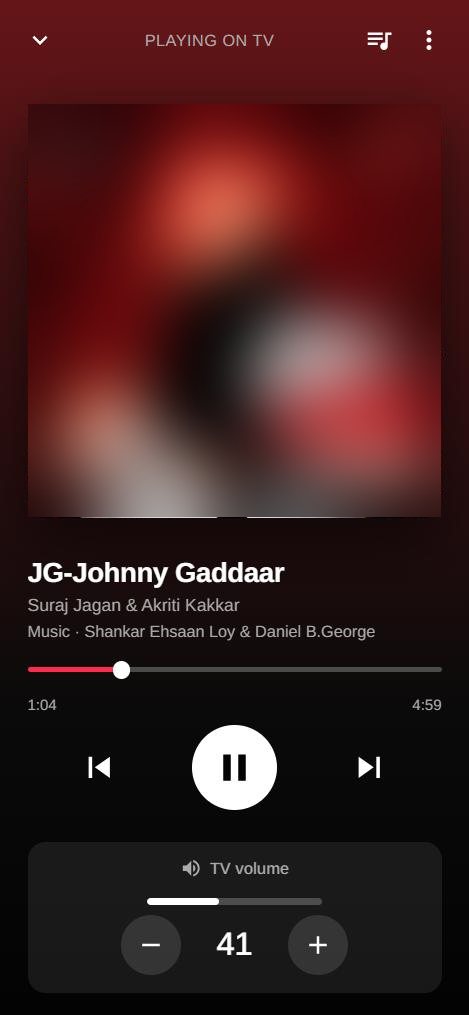 PLAYING ON TV
JG-Johnny Gaddaar
Suraj Jagan & Akriti Kakkar
Music · Shankar Ehsaan Loy & Daniel B.George
1:04 4:59
TV volume
41